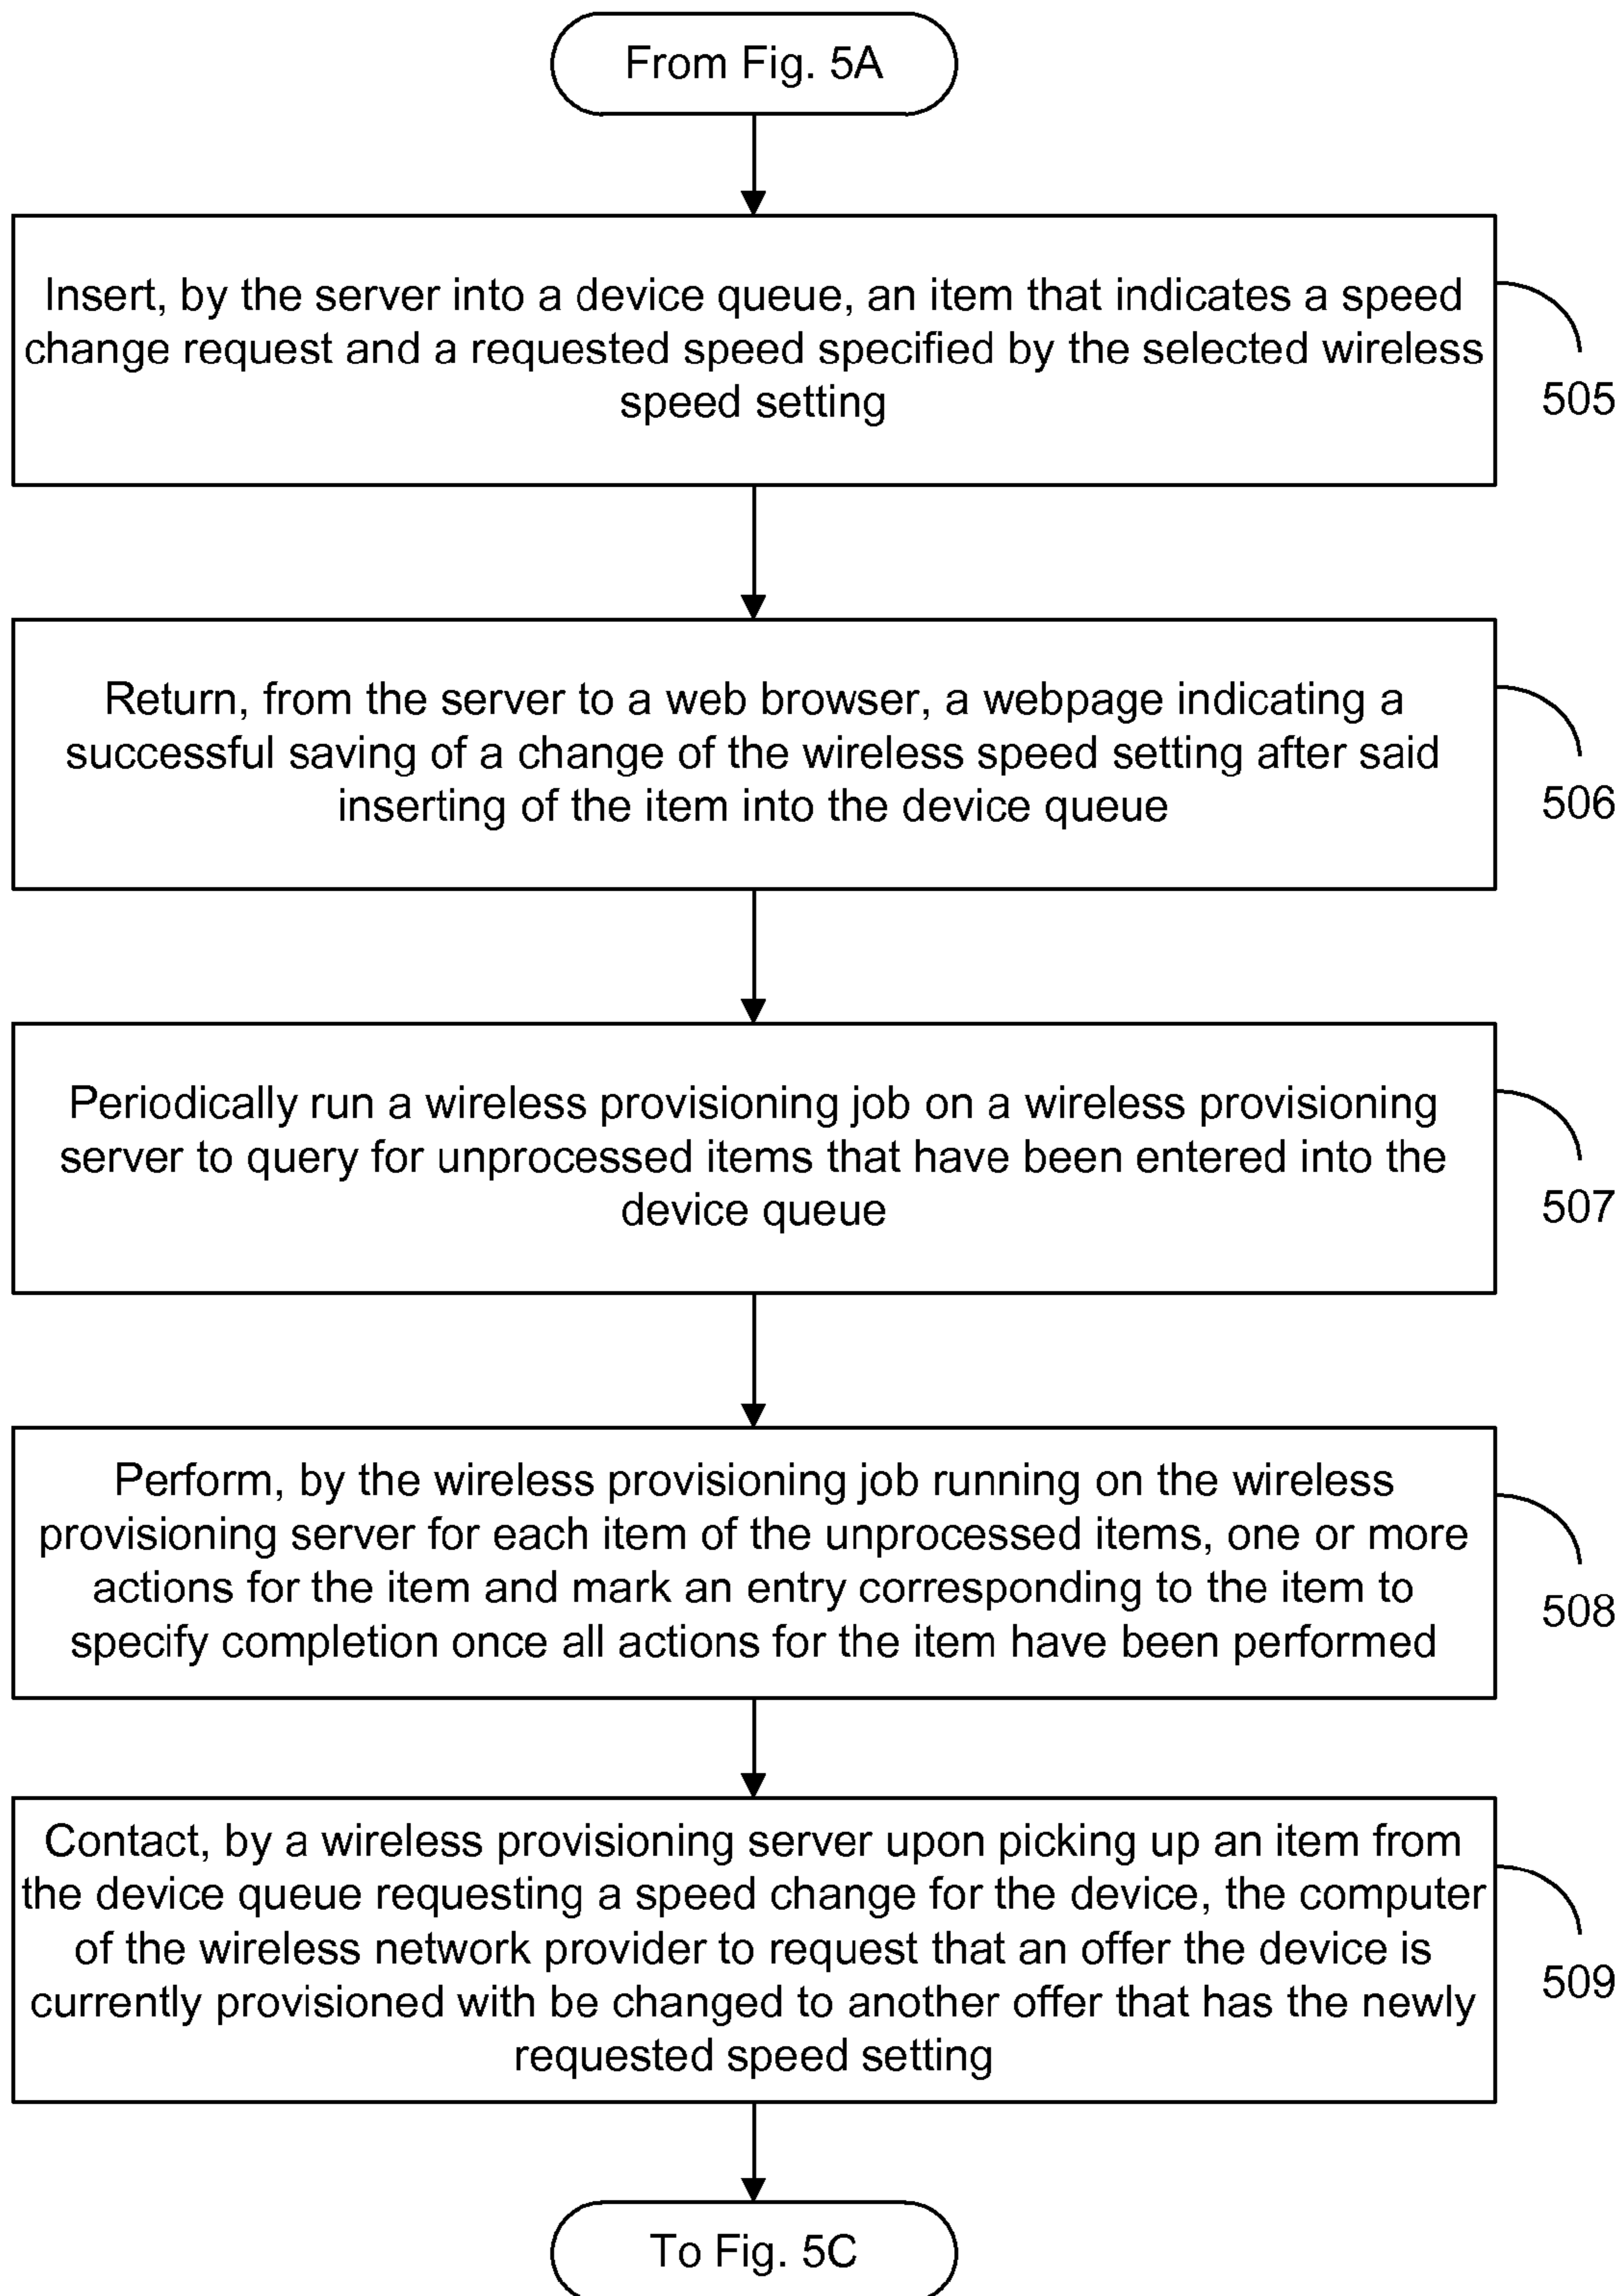 From Fig. 5A
Insert, by the server into a device queue, an item that indicates a speed
change request and a requested speed specified by the selected wireless
speed setting
505
Return, from the server to a web browser, a webpage indicating a
successful saving of a change of the wireless speed setting after said
inserting of the item into the device queue
506
Periodically run a wireless provisioning job on a wireless provisioning
server to query for unprocessed items that have been entered into the
device queue
507
Perform, by the wireless provisioning job running on the wireless
provisioning server for each item of the unprocessed items, one or more
actions for the item and mark an entry corresponding to the item to
specify completion once all actions for the item have been performed
508
Contact, by a wireless provisioning server upon picking up an item from
the device queue requesting a speed change for the device, the computer
of the wireless network provider to request that an offer the device is
currently provisioned with be changed to another offer that has the newly
requested speed setting
509
To Fig. 5C